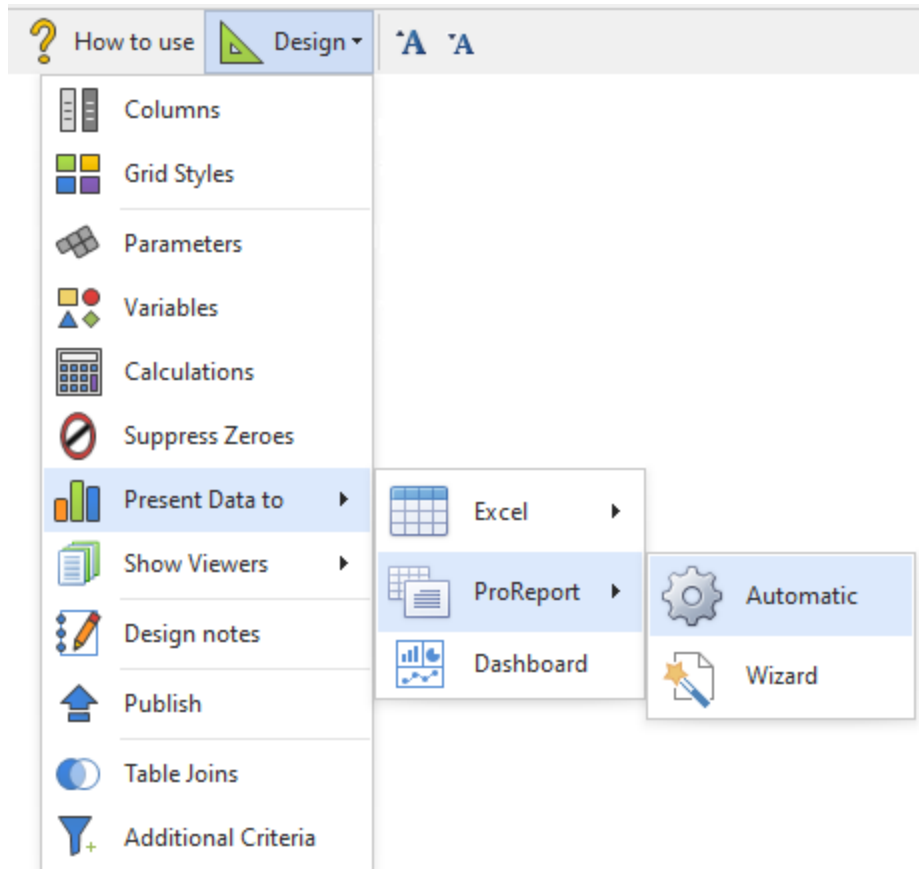 How to use Design
A A
Columns
Grid Styles
Parameters
Variables
Calculations
Suppress Zeroes
Present Data to
Excel
Show Viewers
ProReport
Automatic
Design notes
Dashboard
Wizard
Publish
Table Joins
Additional Criteria